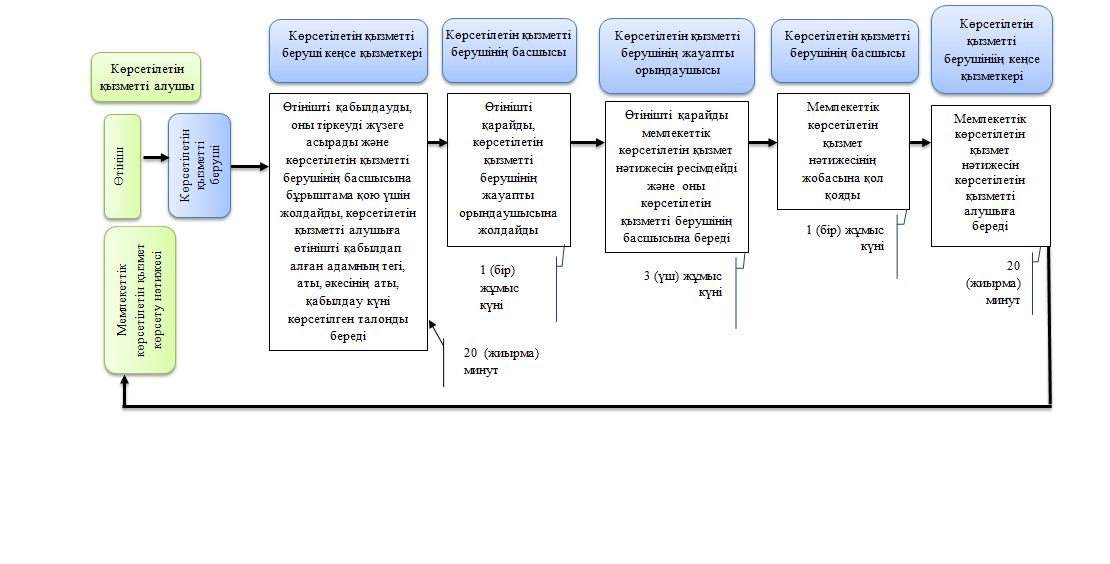 Көрсетілетін
қызметті алушы
Өтініш
Көрсетілетін
қызметті
беруші
Мемлекеттік
көрсетілетін қызмет
көрсету нәтижесі
Көрсетілетін қызметті
беруші кеңсе қызметкері
Өтінішті қабылдауды,
оны тіркеуді жүзеге
асырады және
көрсетілетін қызметті
берушінің басшысына
бұрыштама қою үшін
жолдайды, көрсетілетін
қызметті алушыға
өтінішті қабылдап
алған адамның тегі,
аты, әкесінің аты,
қабылдау күні
көрсетілген талонды
береді
20 (жиырма)
минут
Көрсетілетін қызметті
берушінің басшысы
Өтінішті
қарайды,
көрсетілетін
қызметті
берушінің
жауапты
орындаушысына
жолдайды
1 (бір)
жұмыс
күні
Көрсетілетін қызметті
берушінің жауапты
орындаушысы
Өтінішті қарайды
мемлекеттік
көрсетілетін қызмет
нәтижесін ресімдейді
және оны
көрсетілетін
қызметті берушінің
басшысына береді
3 (үш) жұмыс
күні
Көрсетілетін қызметті
берушінің басшысы
Мемлекеттік
көрсетілетін
қызмет
нәтижесінің
жобасына қол
қояды
1 (бір) жұмыс
күні
Көрсетілетін
қызметті
берушініің кеңсе
қызметкері
Мемлекеттік
көрсетілетін
қызмет
нәтижесін
көрсетілетін
қызметті
алушыға
береді
20
(жиырма)
минут